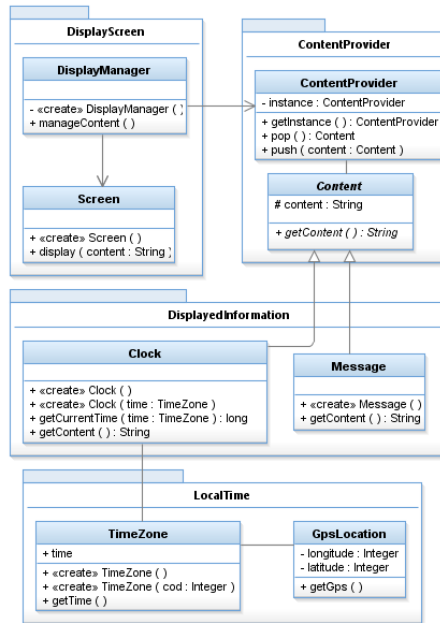 DisplayScreen
DisplayManager
- «create» DisplayManager ( )
+ manageContent ( )
Screen
+ «create» Screen ( )
+ display ( content : String )
ContentProvider
ContentProvider
- instance : ContentProvider
+ getInstance ( ) : ContentProvider
+ pop ( ) : Content
+ push ( content : Content )
Content
# content : String
+ getContent ( ) : String
DisplayedInformation
Clock
+ «create» Clock ( )
+ «create» Clock ( time : TimeZone )
+ getCurrentTime ( time : TimeZone ) : long
+ getContent ( ) : String
Message
+ «create» Message ( )
+ getContent ( ) : String
LocalTime
TimeZone
+ time
+ «create» TimeZone ( )
+ «create» TimeZone ( cod : Integer )
+ getTime ( )
GpsLocation
- longitude : Integer
- latitude : Integer
+ getGps ( )